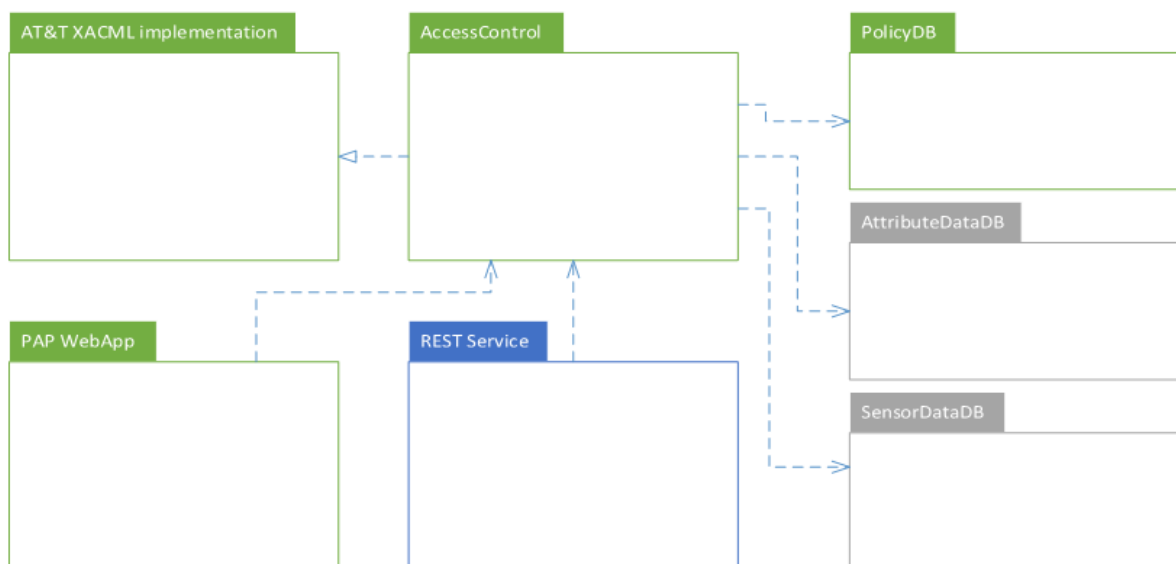 AT&T XACML implementation
AccessControl
PolicyDB
AttributeDataDB
PAP WebApp
REST Service
SensorDataDB